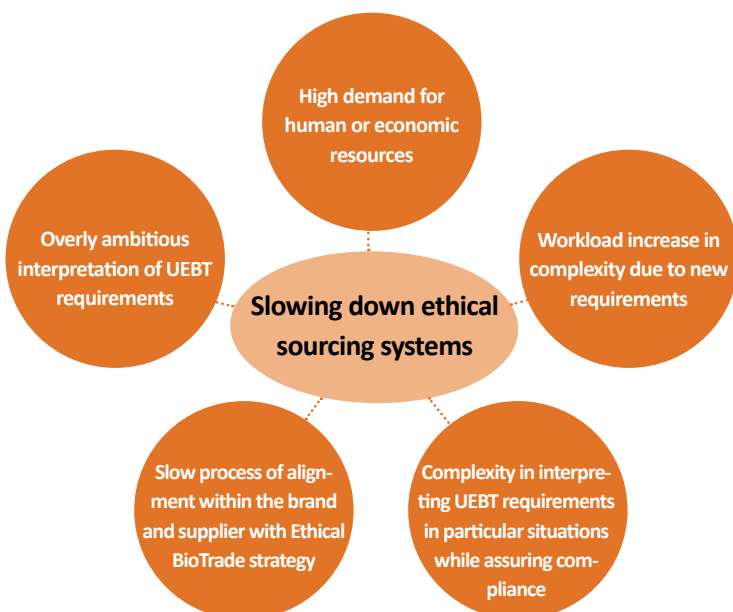 High demand for
human or economic
resources
Overly ambitious
interpretation of UEBT
requirements
Workload increase in
complexity due to new
requirements
Slowing down ethical
sourcing systems
Slow process of align-
ment within the brand
and supplier with Ethical
BioTrade strategy
Complexity in interpre-
ting UEBT requirements
in particular situations
while assuring com-
pliance